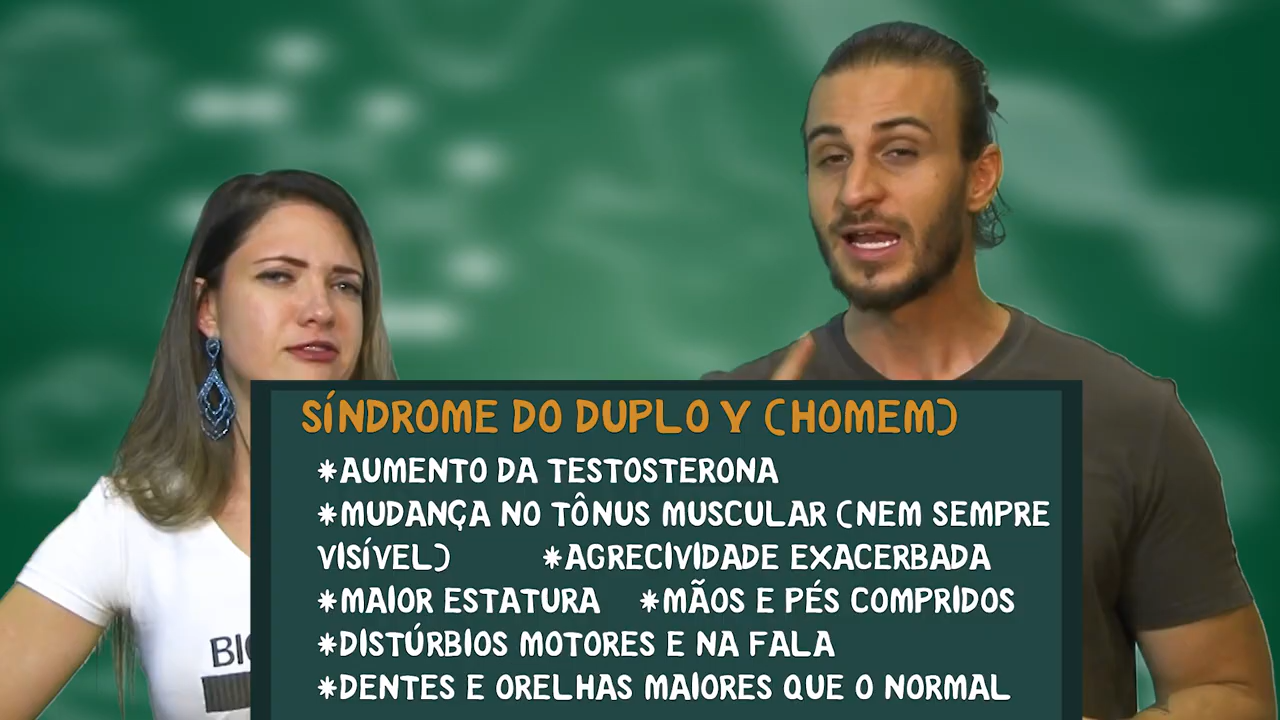 SÍNDROME DO DUPLO Y (HOMEM)
*AUMENTO DA TESTOSTERONA
*MUDANÇA NO TÔNUS MUSCULAR (NEM SEMPRE
VISÍVEL) *AGRECIVIDADE EXACERBADA
*MAIOR ESTATURA *MÃOS E PÉS COMPRIDOS
*DISTÚRBIOS MOTORES E NA FALA
*DENTES E ORELHAS MAIORES QUE O NORMAL
BIO